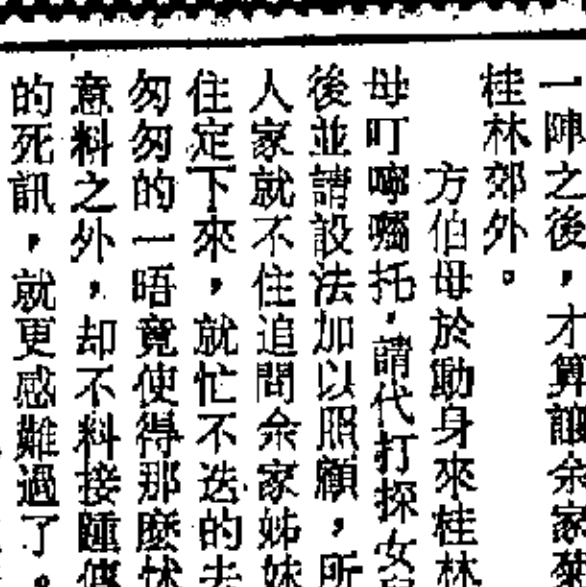 一陣之後，才算讓余家
桂林郊外。
方伯母於動身來桂林
母叮嚀囑托，請代打探女
後並請設法加以照顧，所
人家就不住追問余家姊妹
住定下來，就忙不迭的去
匆匆的一晤竟使得那麼
意料之外，却不料接踵傳
的死訊，就更感難過了。